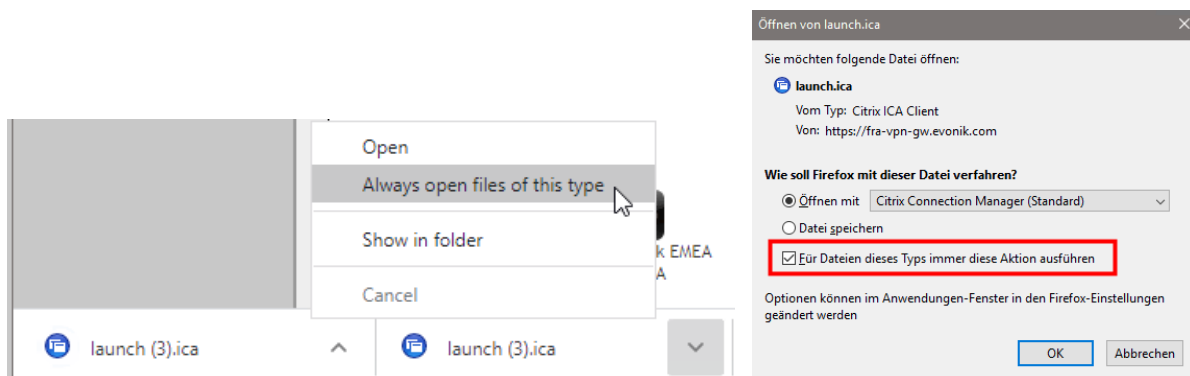 Open
Always open files of this type
Show in folder
k EMEA
A
Cancel
launch (3).ica
launch (3).ica
Öffnen von launch.ica
Sie möchten folgende Datei öffnen:
launch.ica
Vom Typ: Citrix ICA Client
Von: https://fra-vpn-gw.evonik.com
Wie soll Firefox mit dieser Datei verfahren?
Öffnen mit Citrix Connection Manager (Standard)
Datei speichern
Für Dateien dieses Typs immer diese Aktion ausführen
Optionen können im Anwendungen-Fenster in den Firefox-Einstellungen
geändert werden
OK Abbrechen